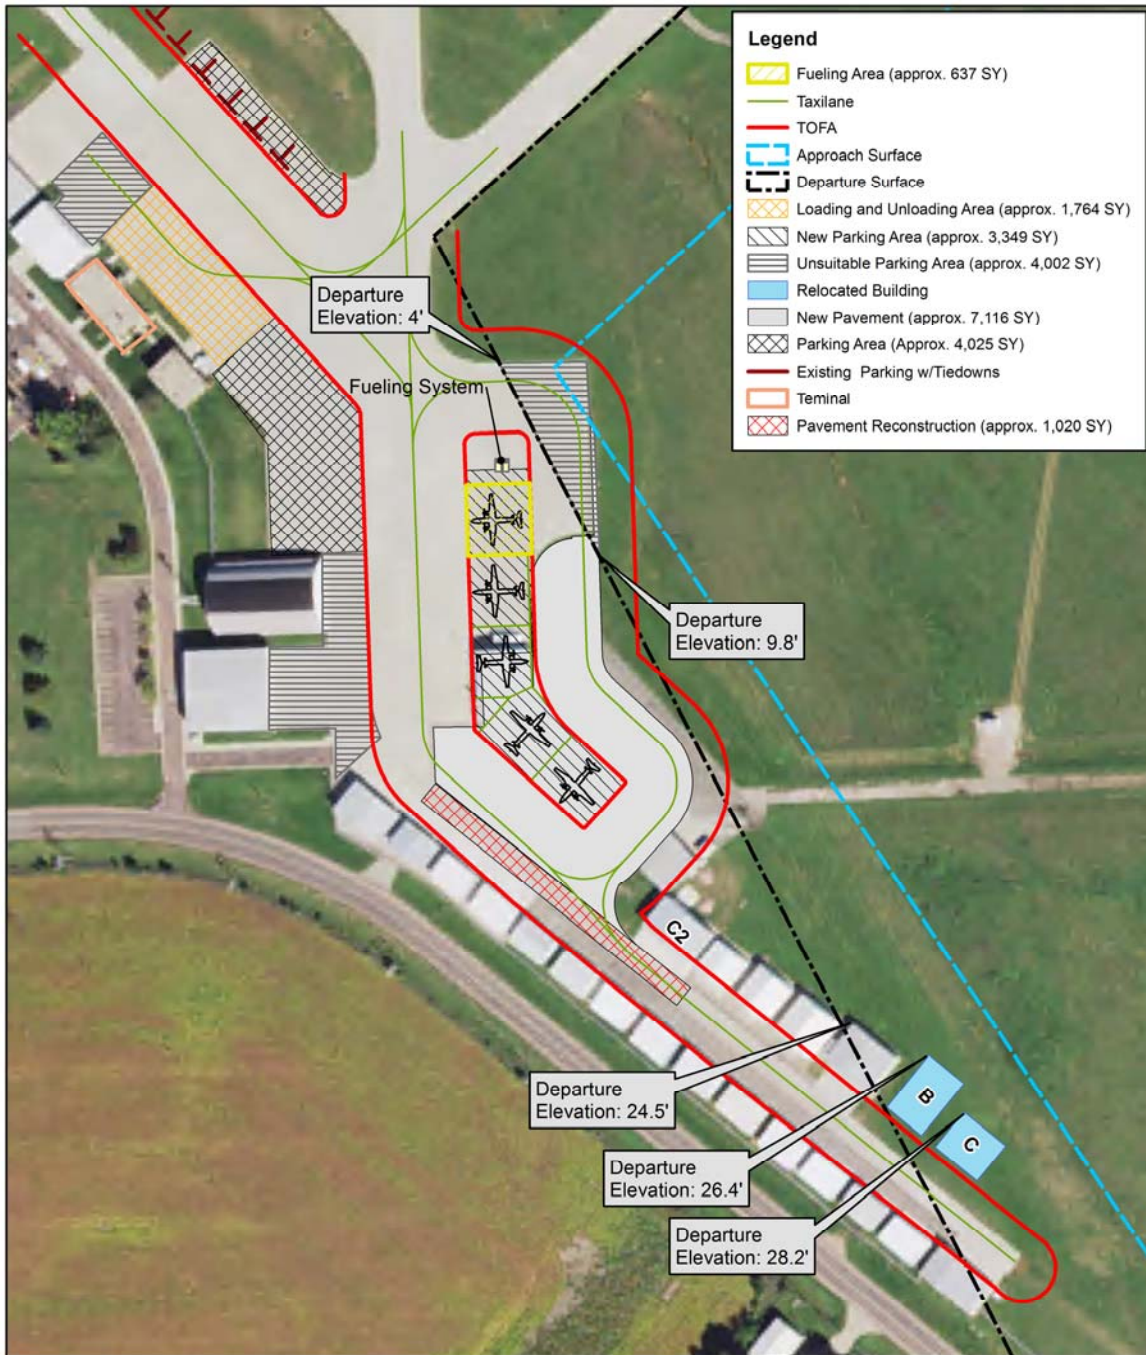 Legend
Fueling Area (approx. 637 SY)
Taxilane
TOFA
Approach Surface
Departure Surface
Loading and Unloading Area (approx. 1,764 SY)
New Parking Area (approx. 3,349 SY)
Unsuitable Parking Area (approx. 4,002 SY)
Relocated Building
New Pavement (approx. 7,116 SY)
Parking Area (Approx. 4,025 SY)
Existing Parking w/Tiedowns
Teminal
Pavement Reconstruction (approx. 1,020 SY)
Departure
Elevation: 4'
Fueling System
Departure
Elevation: 9.8'
C2
Departure
Elevation: 24.5'
B
C
Departure
Elevation: 26.4'
Departure
Elevation: 28.2'